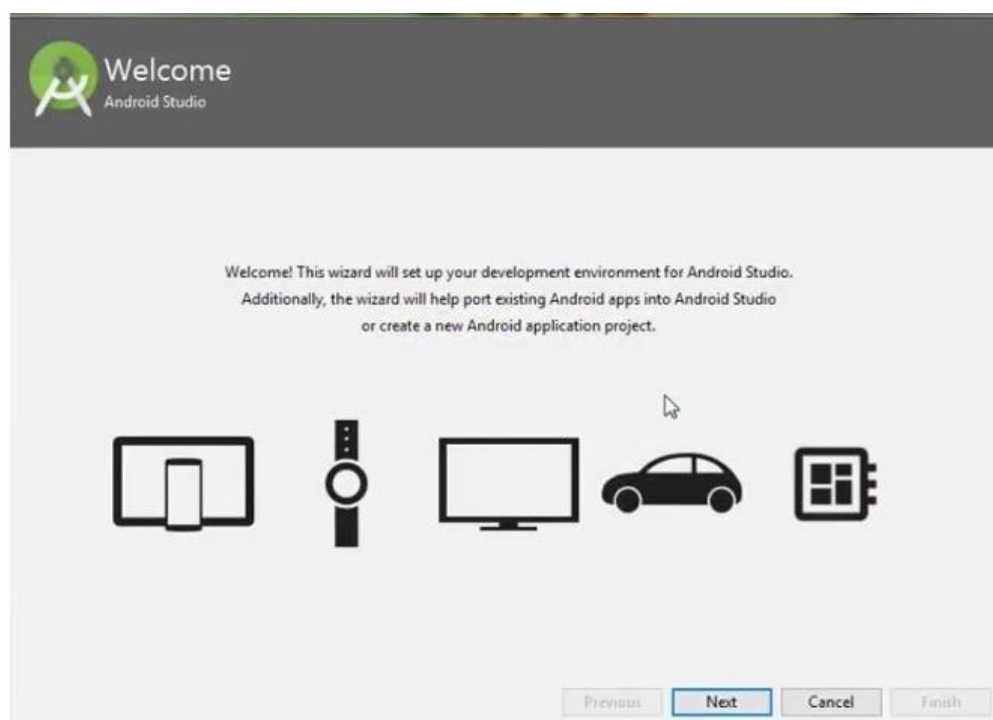 Welcome
Android Studio
Welcome! This wizard will set up your development environment for Android Studio.
Additionally, the wizard will help port existing Android apps into Android Studio
or create a new Android application project.
Previous
Next
Cancel
Finish